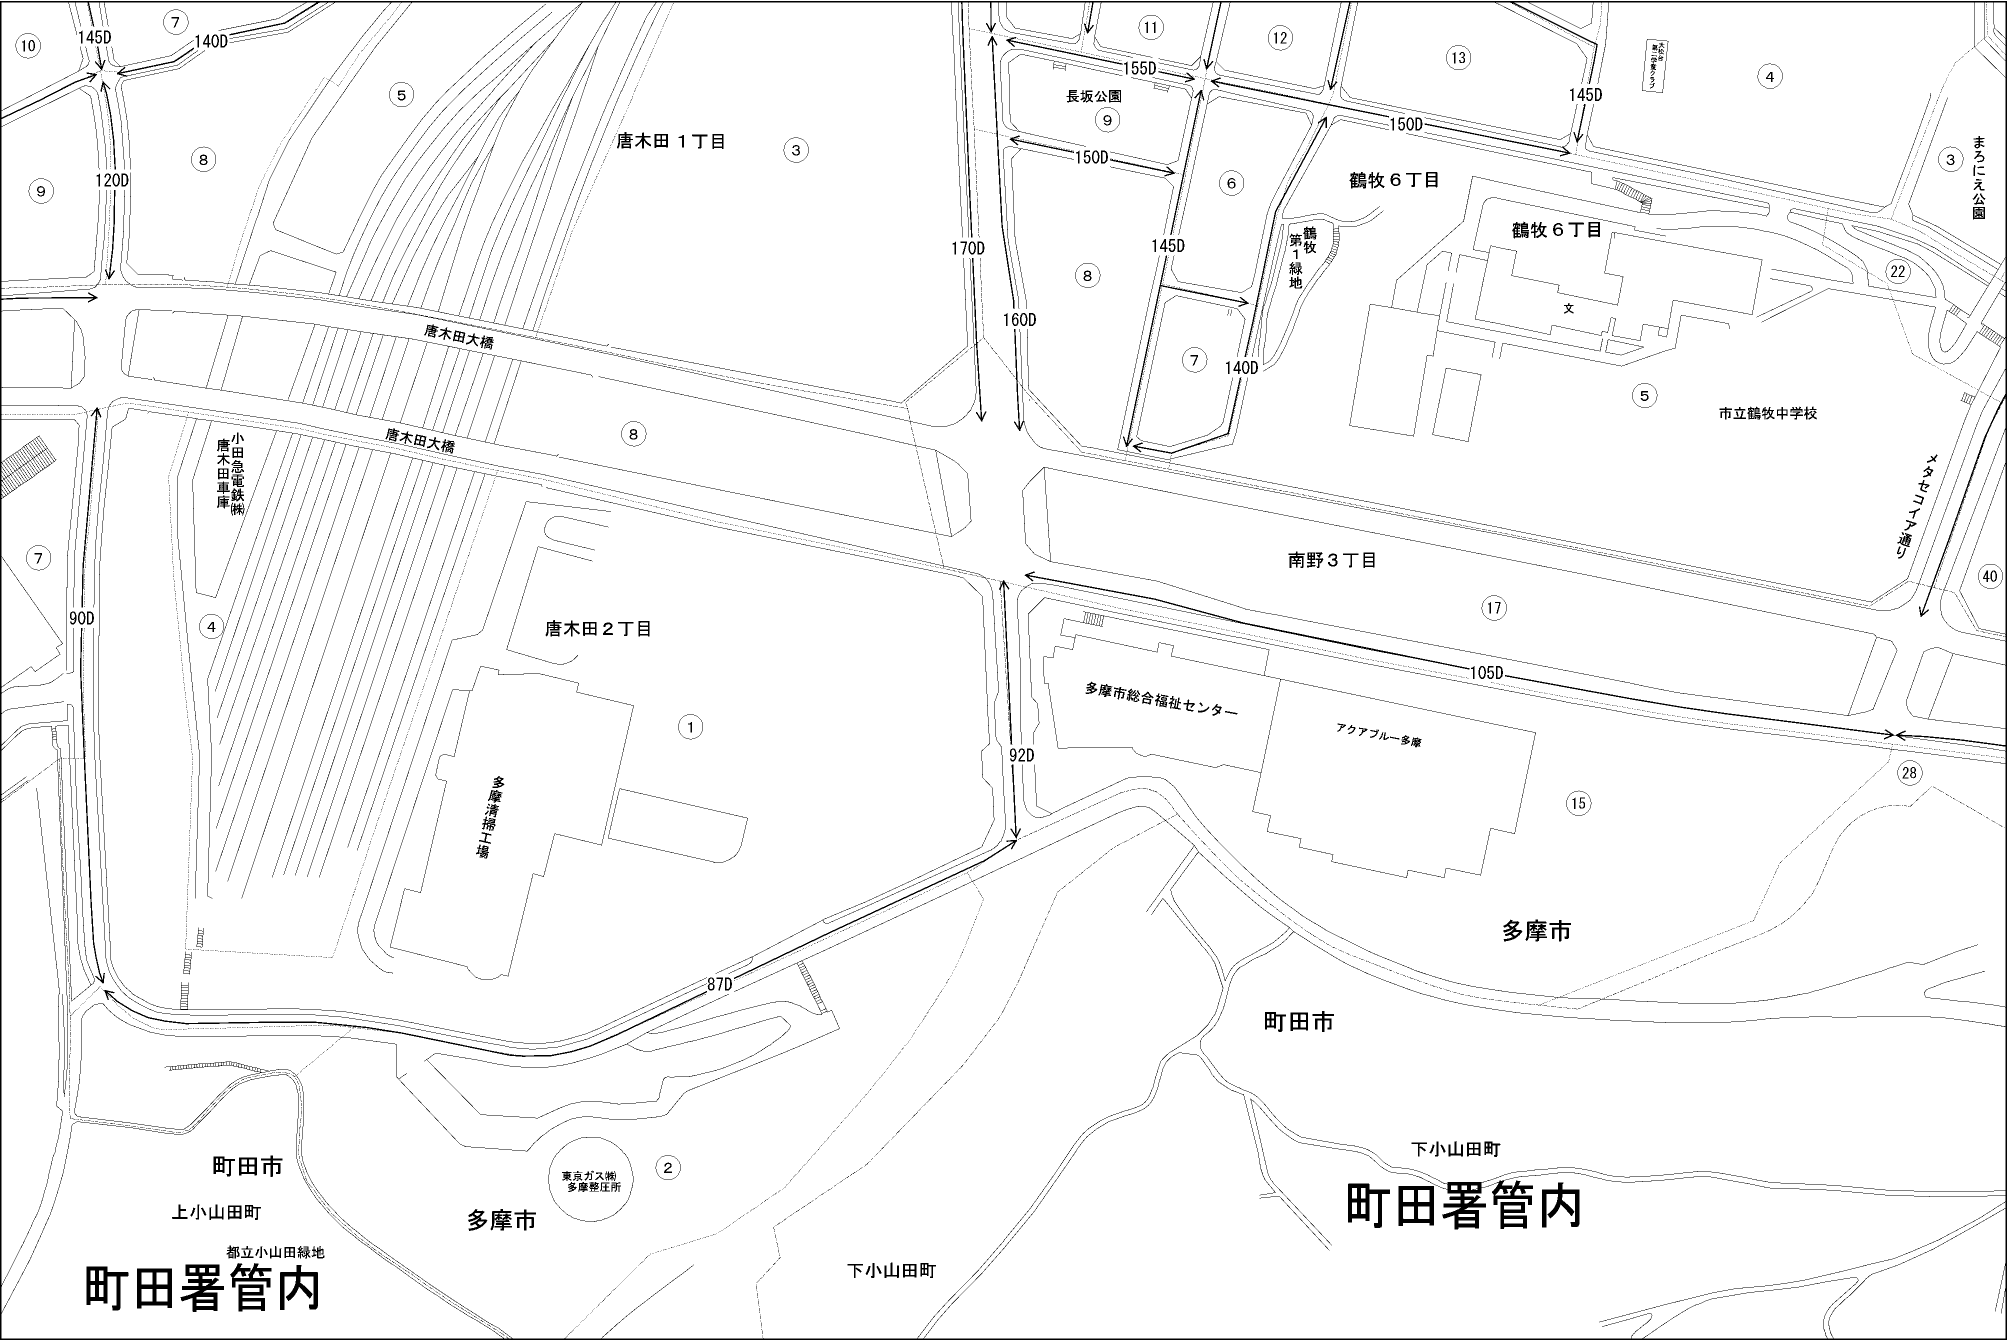 ⑩
145D
⑦
140D
⑤
⑧
⑨
120D
唐木田１丁目
③
155D
⑪
⑫
⑬
145D
④
長坂公園
⑨
150D
150D
⑥
鶴牧６丁目
鶴牧６丁目
③
まろにえ公園
170D
160D
⑧
145D
鶴牧
第１緑地
㉒
文
⑦
140D
⑤
市立鶴牧中学校
メタセコイア通り
唐木田大橋
唐木田大橋
⑧
小田急電鉄㈱
唐木田車庫
⑦
90D
④
唐木田２丁目
①
多摩清掃工場
87D
92D
南野３丁目
⑰
105D
㊵
多摩市総合福祉センター
アクアブルー多摩
⑮
㉘
多摩市
町田市
下小山田町
町田署管内
町田市
上小山田町
都立小山田緑地
町田署管内
多摩市
東京ガス㈱
多摩整圧所
②
下小山田町